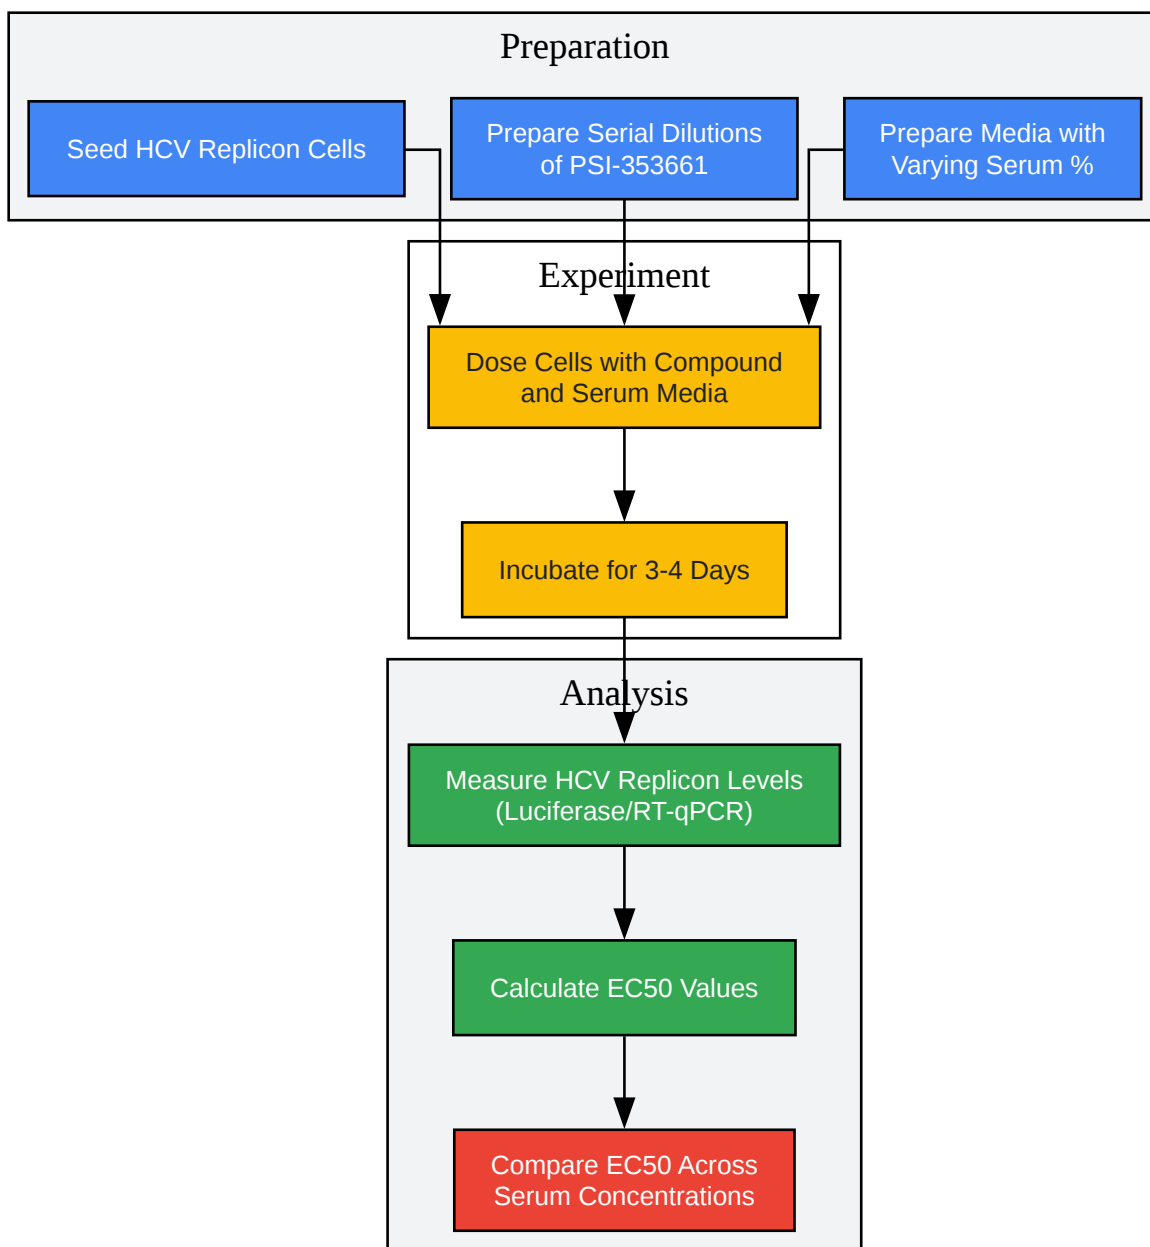 Preparation
Seed HCV Replicon Cells
Prepare Serial Dilutions
of PSI-353661
Prepare Media with
Varying Serum %
Experiment
Dose Cells with Compound
and Serum Media
Incubate for 3-4 Days
Analysis
Measure HCV Replicon Levels
(Luciferase/RT-qPCR)
Calculate EC50 Values
Compare EC50 Across
Serum Concentrations